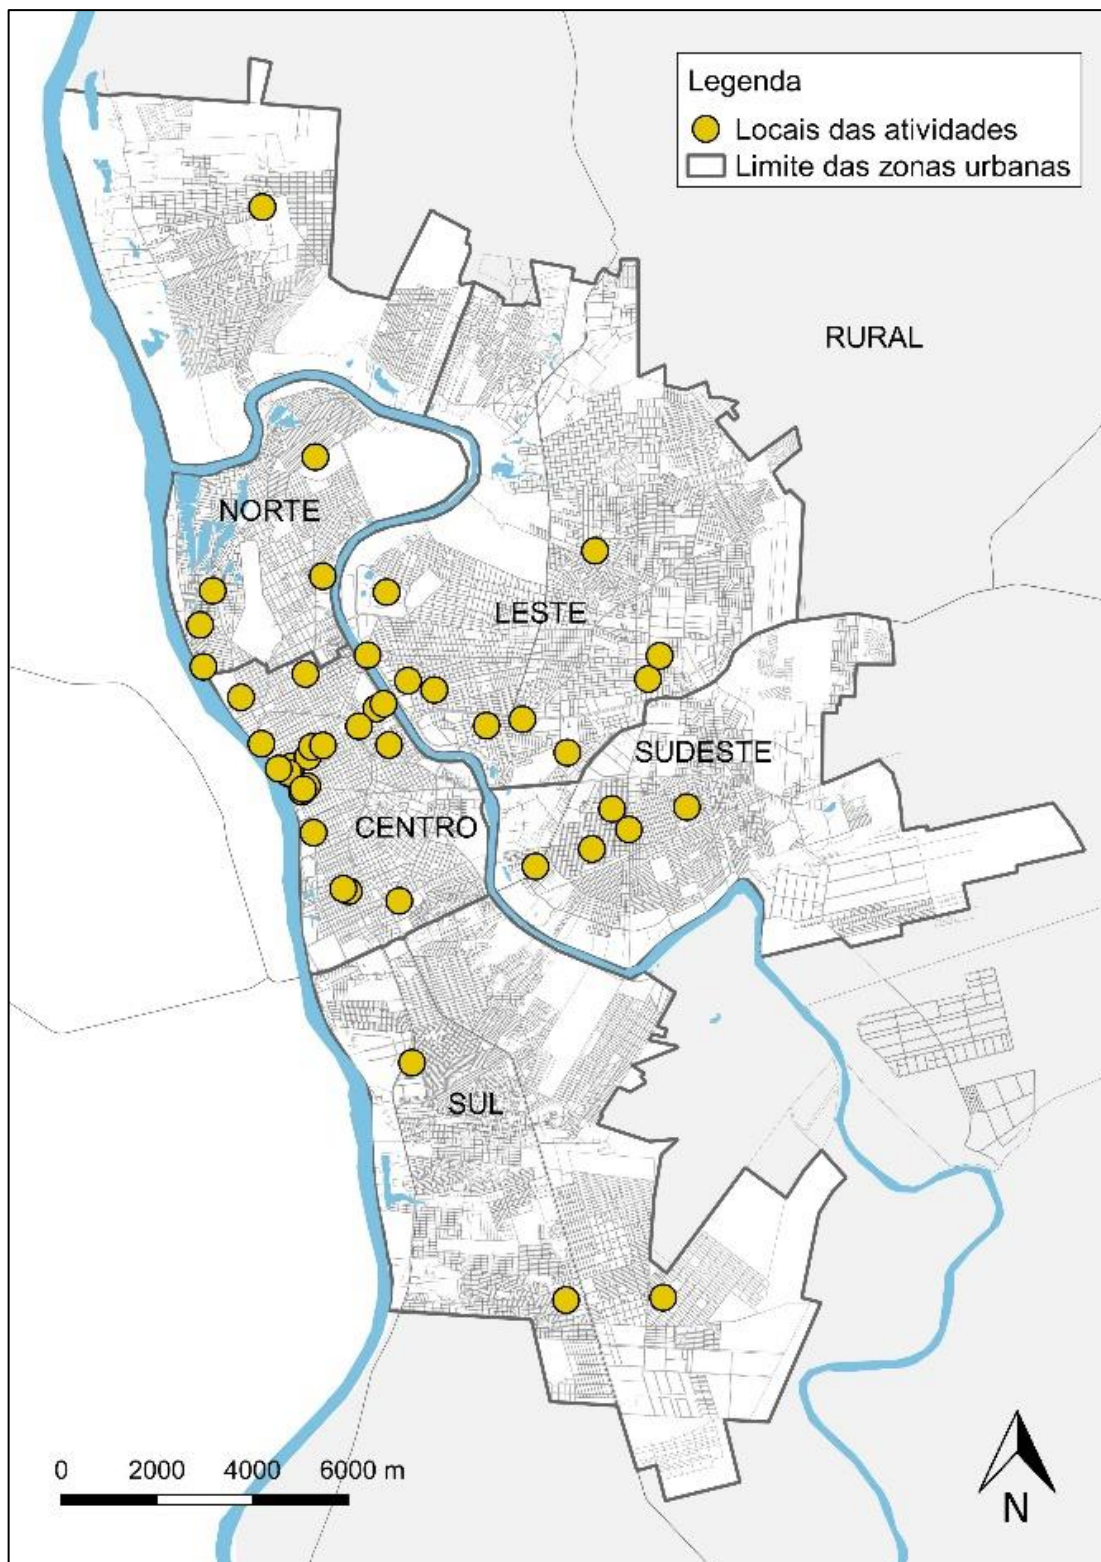 Legenda
Locais das atividades
Limite das zonas urbanas
RURAL
NORTE
LESTE
SUDESTE
CENTRO
SUL
0 2000 4000 6000 m
N